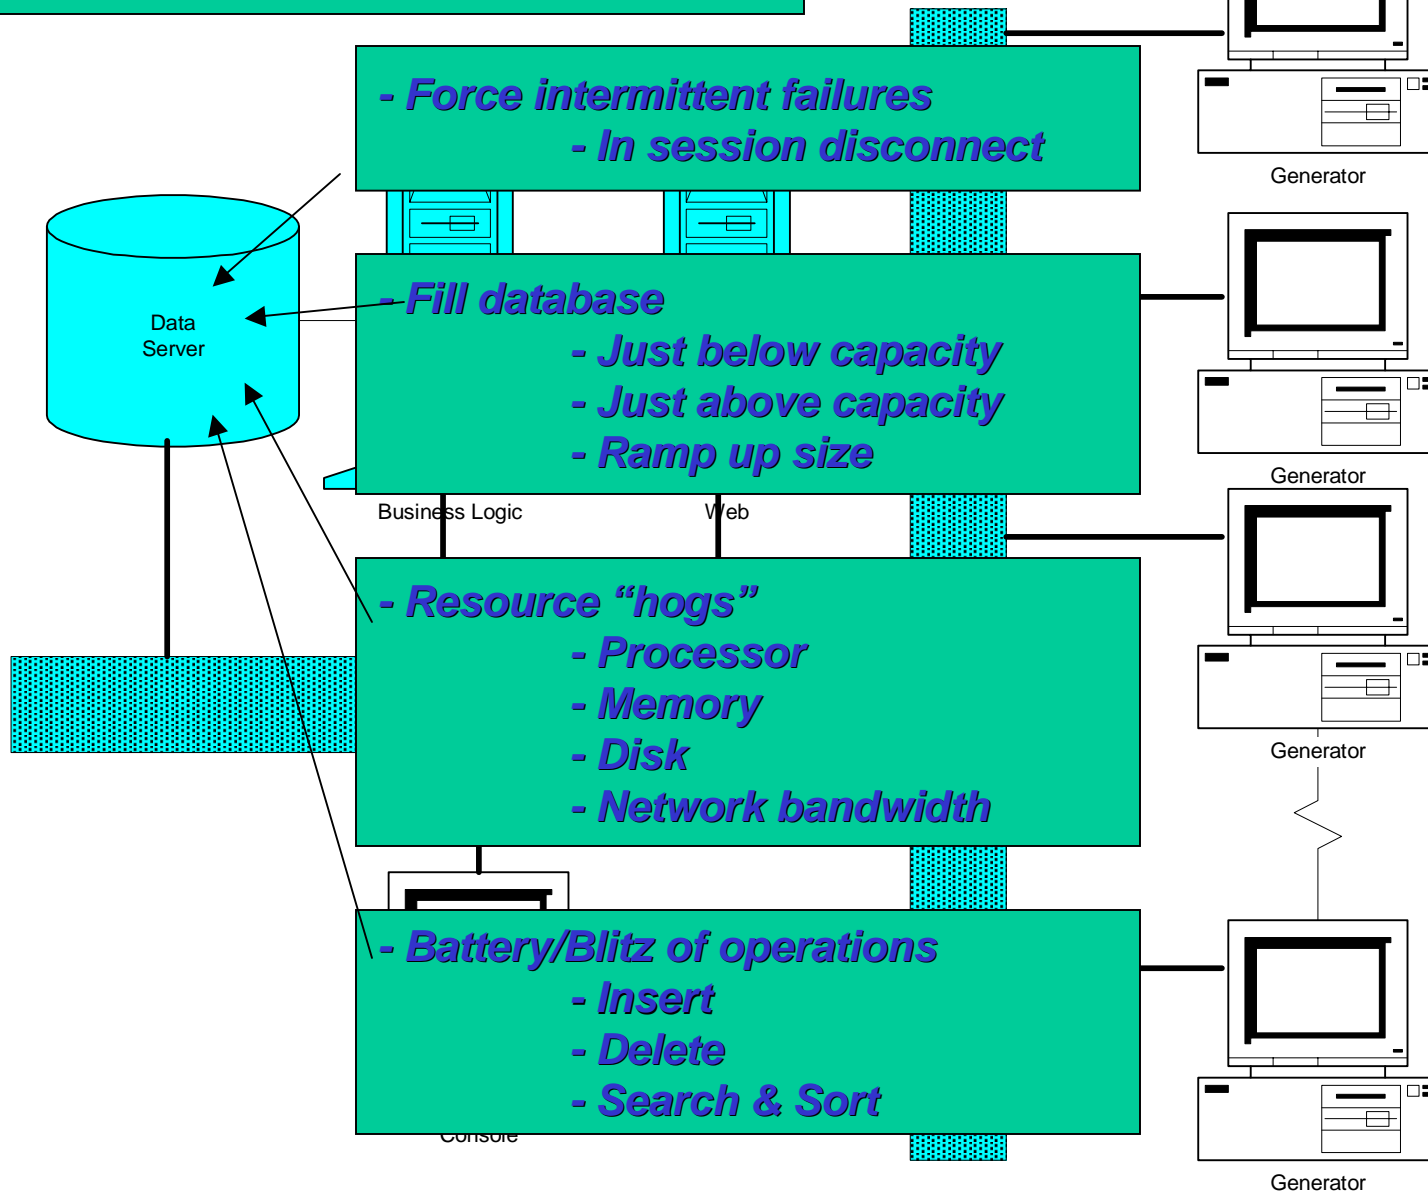 - Force intermittent failures
- In session disconnect
Generator
Data
Server
- Fill database
- Just below capacity
- Just above capacity
- Ramp up size
Generator
Business Logic
Web
- Resource “hogs”
- Processor
- Memory
- Disk
- Network bandwidth
Generator
- Battery/Blitz of operations
- Insert
- Delete
- Search & Sort
Console
Generator